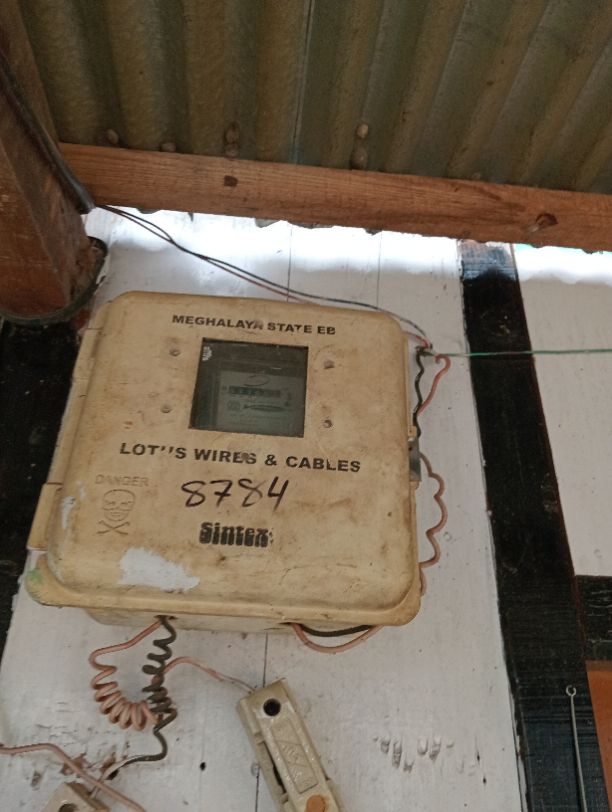 MEGHALAYA STATE EB
LOTUS WIRES & CABLES
DANGER
8784
Sintex